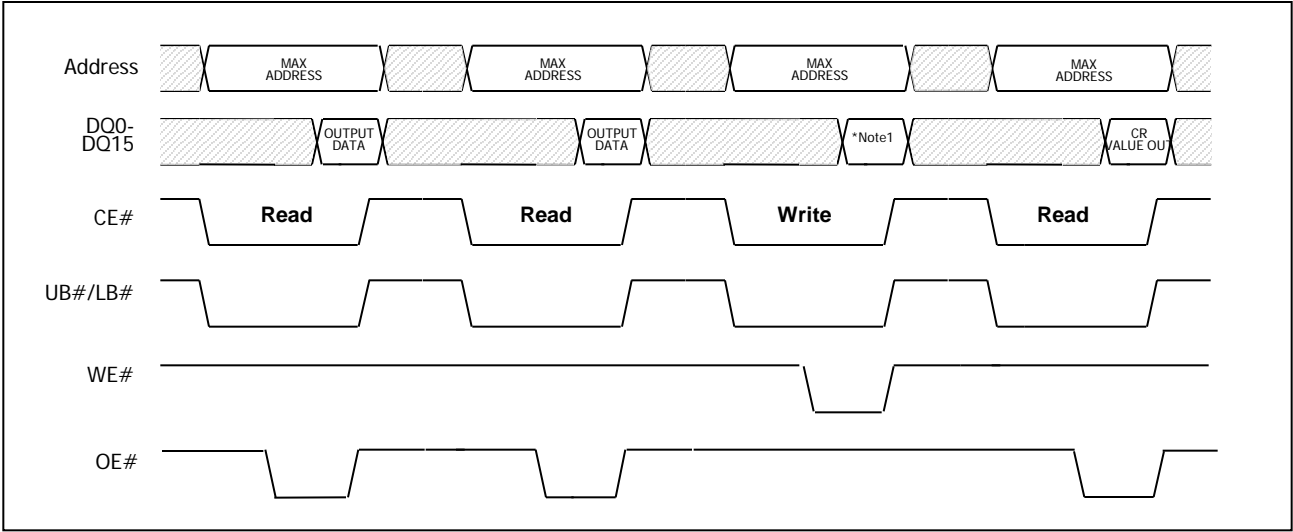 Address
MAX
ADDRESS
MAX
ADDRESS
MAX
ADDRESS
MAX
ADDRESS
DQ0-
DQ15
OUTPUT
DATA
OUTPUT
DATA
*Note1
CR
VALUE OUT
CE#
Read
Read
Write
Read
UB#/LB#
WE#
OE#